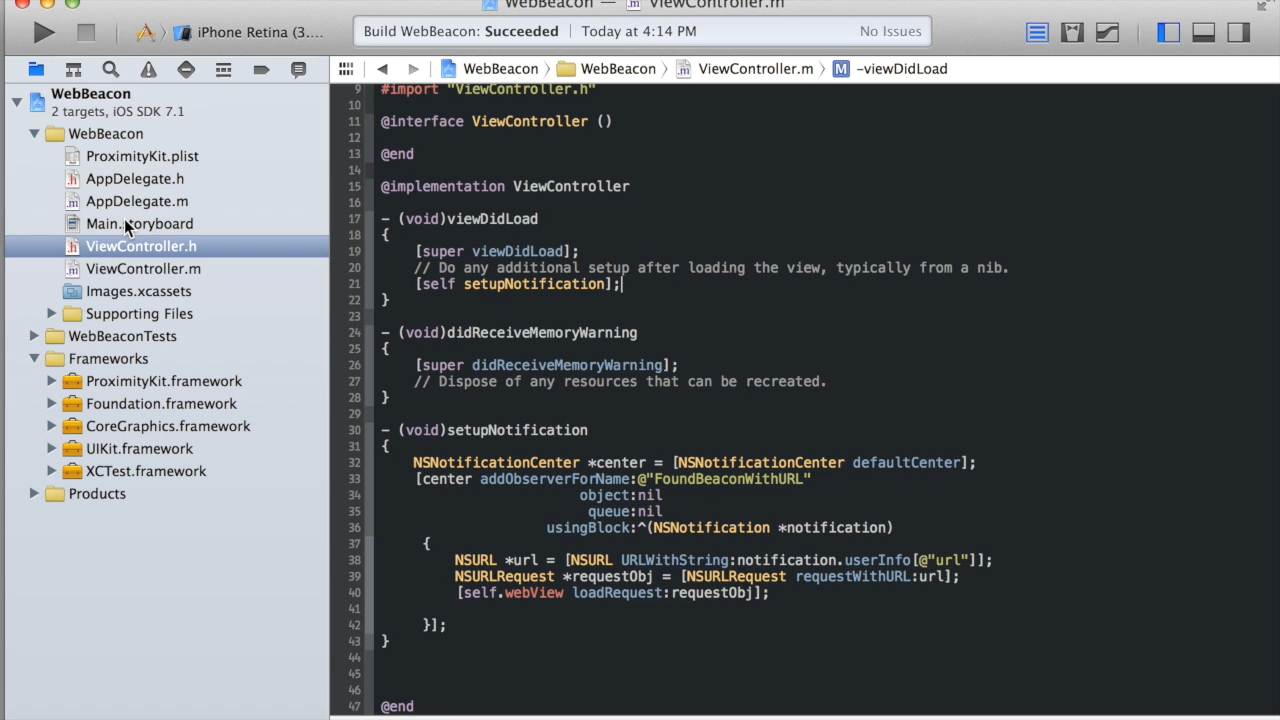 WebBeacon — ViewController.m
iPhone Retina (3....
Build WebBeacon: Succeeded | Today at 4:14 PM No Issues
WebBeacon WebBeacon ViewController.m M -viewDidLoad
WebBeacon
2 targets, iOS SDK 7.1
WebBeacon
ProximityKit.plist
AppDelegate.h
AppDelegate.m
Main.storyboard
ViewController.h
ViewController.m
Images.xcassets
Supporting Files
WebBeaconTests
Frameworks
ProximityKit.framework
Foundation.framework
CoreGraphics.framework
UIKit.framework
XCTest.framework
Products
9 #import "ViewController.h"
10
11 @interface ViewController ()
12
13 @end
14
15 @implementation ViewController
16
17 - (void)viewDidLoad
18 {
19 [super viewDidLoad];
20 // Do any additional setup after loading the view, typically from a nib.
21 [self setupNotification];
22 }
23
24 - (void)didReceiveMemoryWarning
25 {
26 [super didReceiveMemoryWarning];
27 // Dispose of any resources that can be recreated.
28 }
29
30 - (void)setupNotification
31 {
32 NSNotificationCenter *center = [NSNotificationCenter defaultCenter];
33 [center addObserverForName:@"FoundBeaconWithURL"
34 object:nil
35 queue:nil
36 usingBlock:^(NSNotification *notification)
37 {
38 NSURL *url = [NSURL URLWithString:notification.userInfo[@"url"]];
39 NSURLRequest *requestObj = [NSURLRequest requestWithURL:url];
40 [self.webView loadRequest:requestObj];
41
42 }];
43 }
44
45
46
47 @end